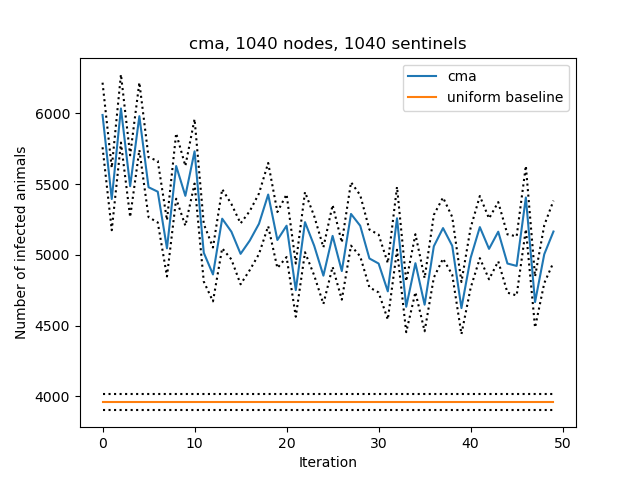 cma, 1040 nodes, 1040 sentinels
cma
uniform baseline
Number of infected animals
6000
5500
5000
4500
4000
0 10 20 30 40 50
Iteration